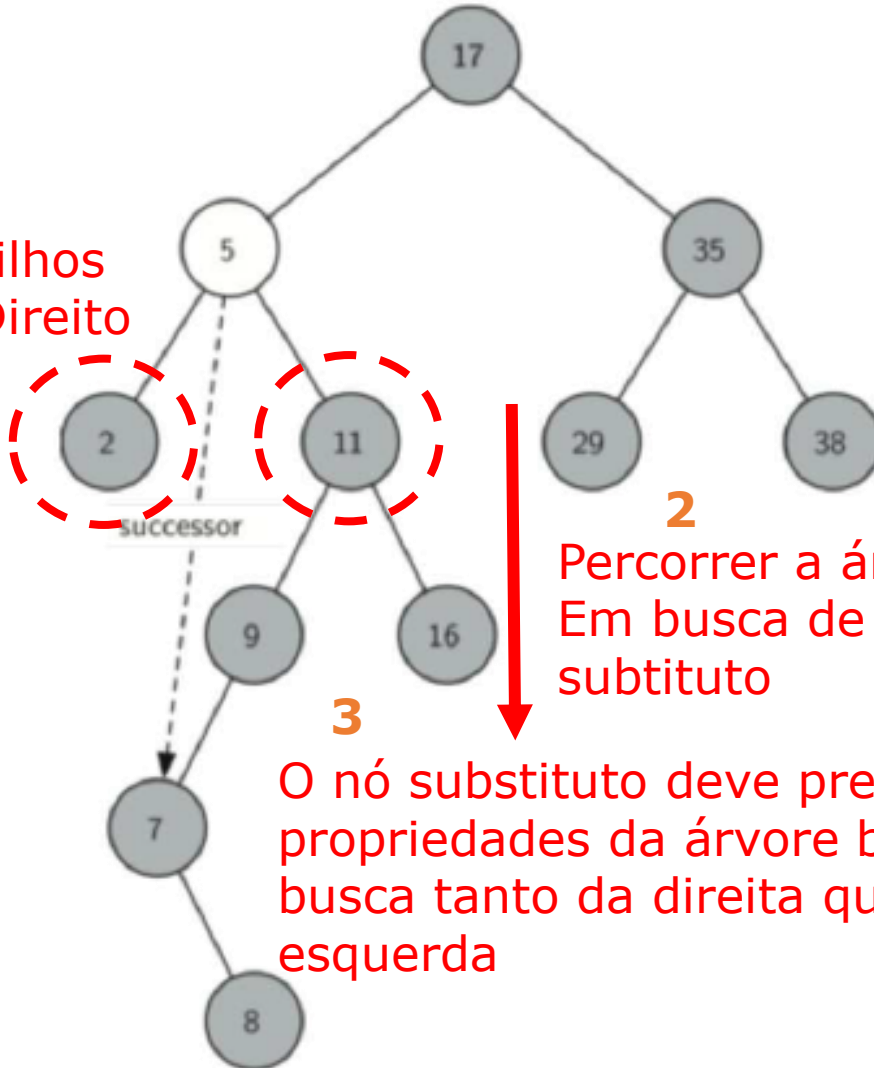 17
5
35
ilhos
Direito
2
11
29
38
successor
2
Percorrer a ár
Em busca de
subtituto
9
16
3
O nó substituto deve pre
propriedades da árvore b
busca tanto da direita qu
esquerda
7
8